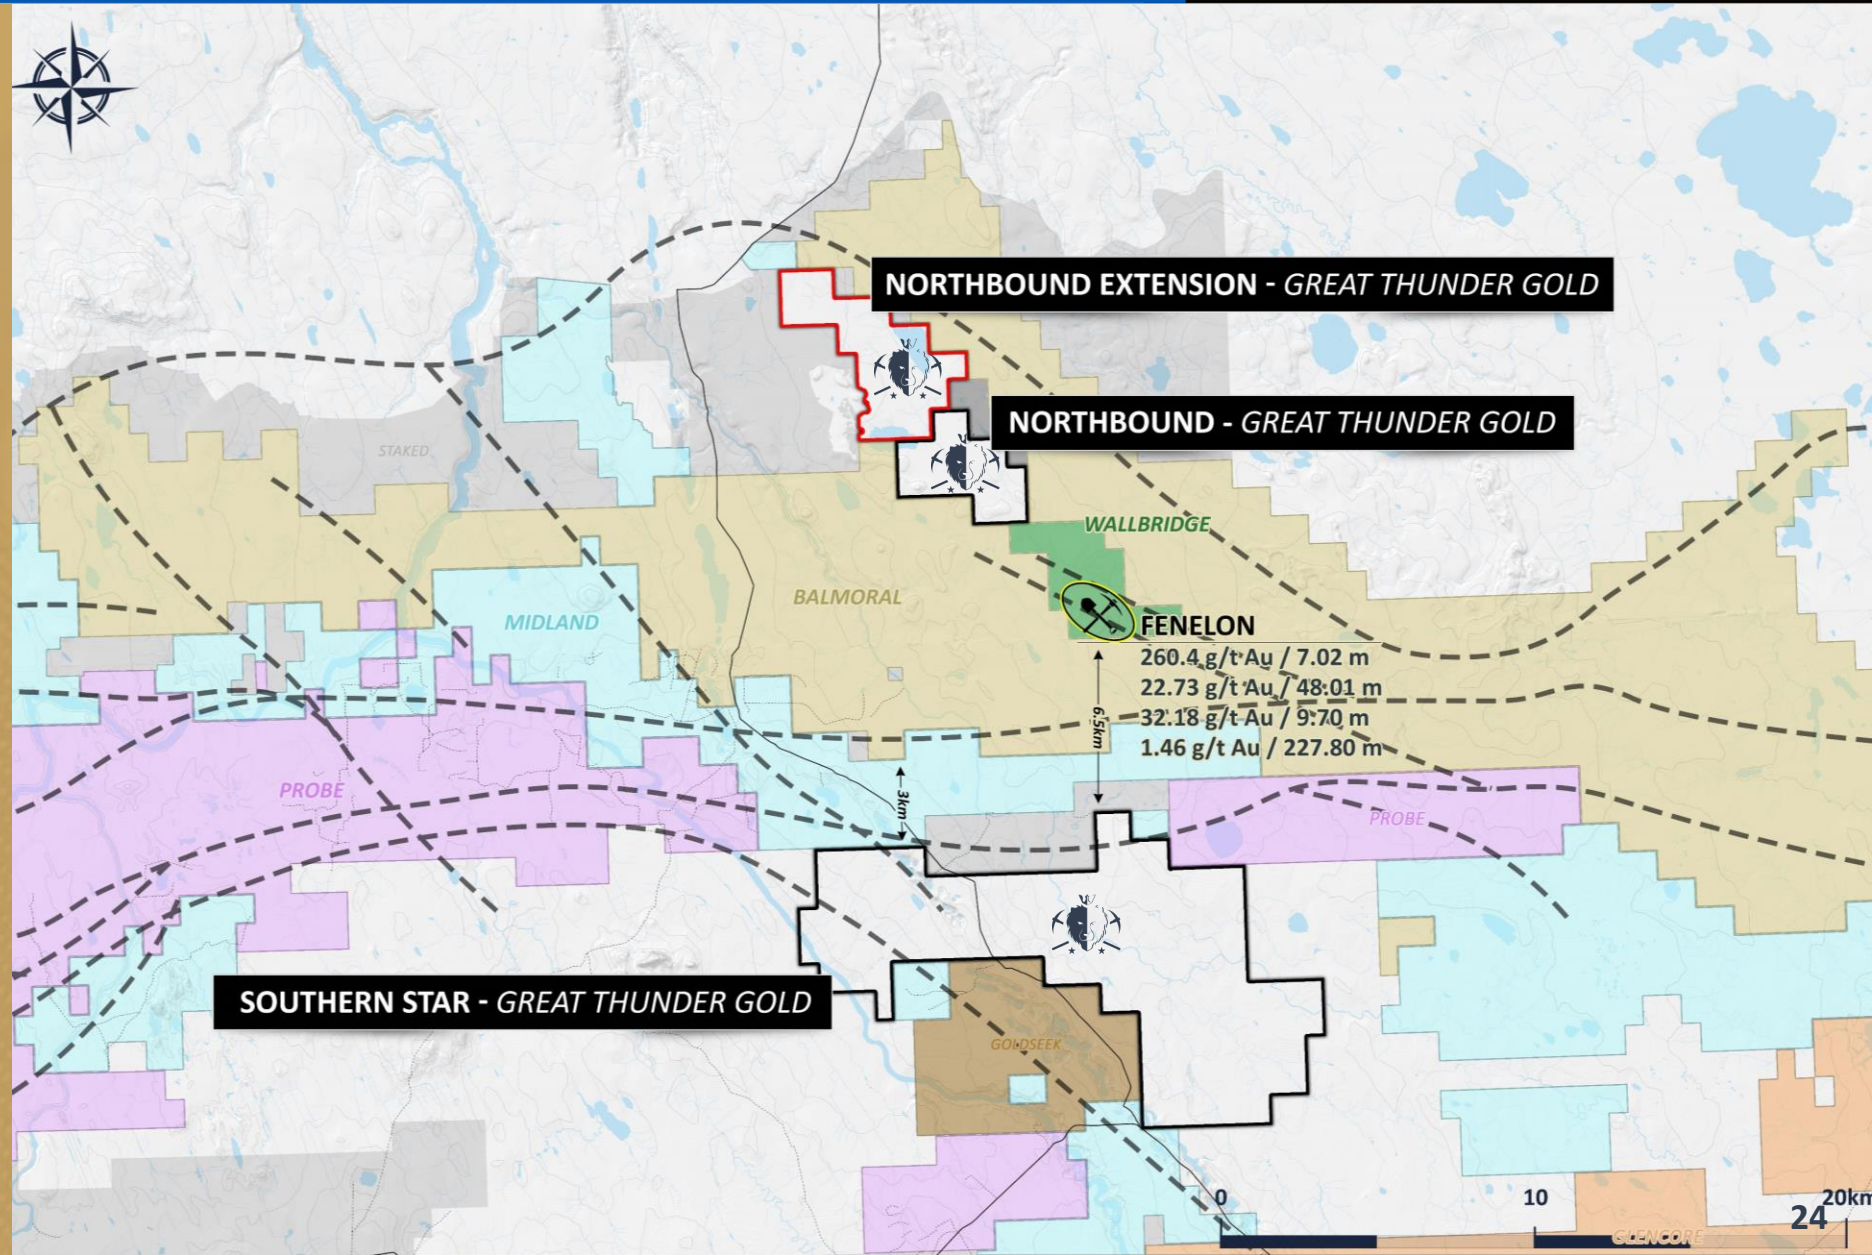 NORTHBOUND EXTENSION - GREAT THUNDER GOLD
NORTHBOUND - GREAT THUNDER GOLD
STAKED
WALLBRIDGE
BALMORAL
MIDLAND
FENELON
260.4 g/t Au / 7.02 m
22.73 g/t Au / 48.01 m
32.18 g/t Au / 9.70 m
1.46 g/t Au / 227.80 m
6.5km
3km
PROBE
PROBE
SOUTHERN STAR - GREAT THUNDER GOLD
GOLDSEEK
0 10 20km
24
GLENCORE